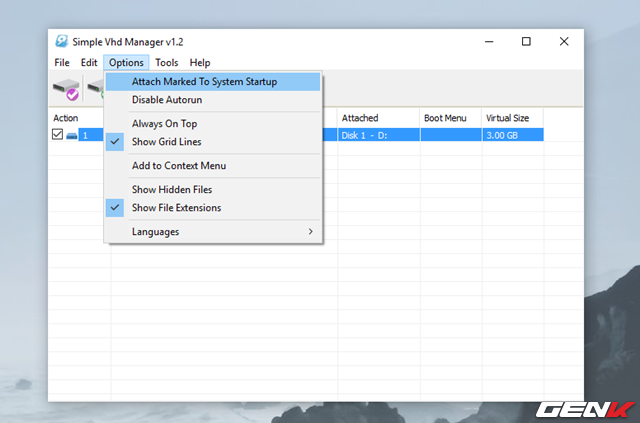 Simple Vhd Manager v1.2
File Edit Options Tools Help
Attach Marked To System Startup
Disable Autorun
Always On Top
Show Grid Lines
Add to Context Menu
Show Hidden Files
Show File Extensions
Languages
Action Attached Boot Menu Virtual Size
1 Disk 1 - D: 3.00 GB
GENK